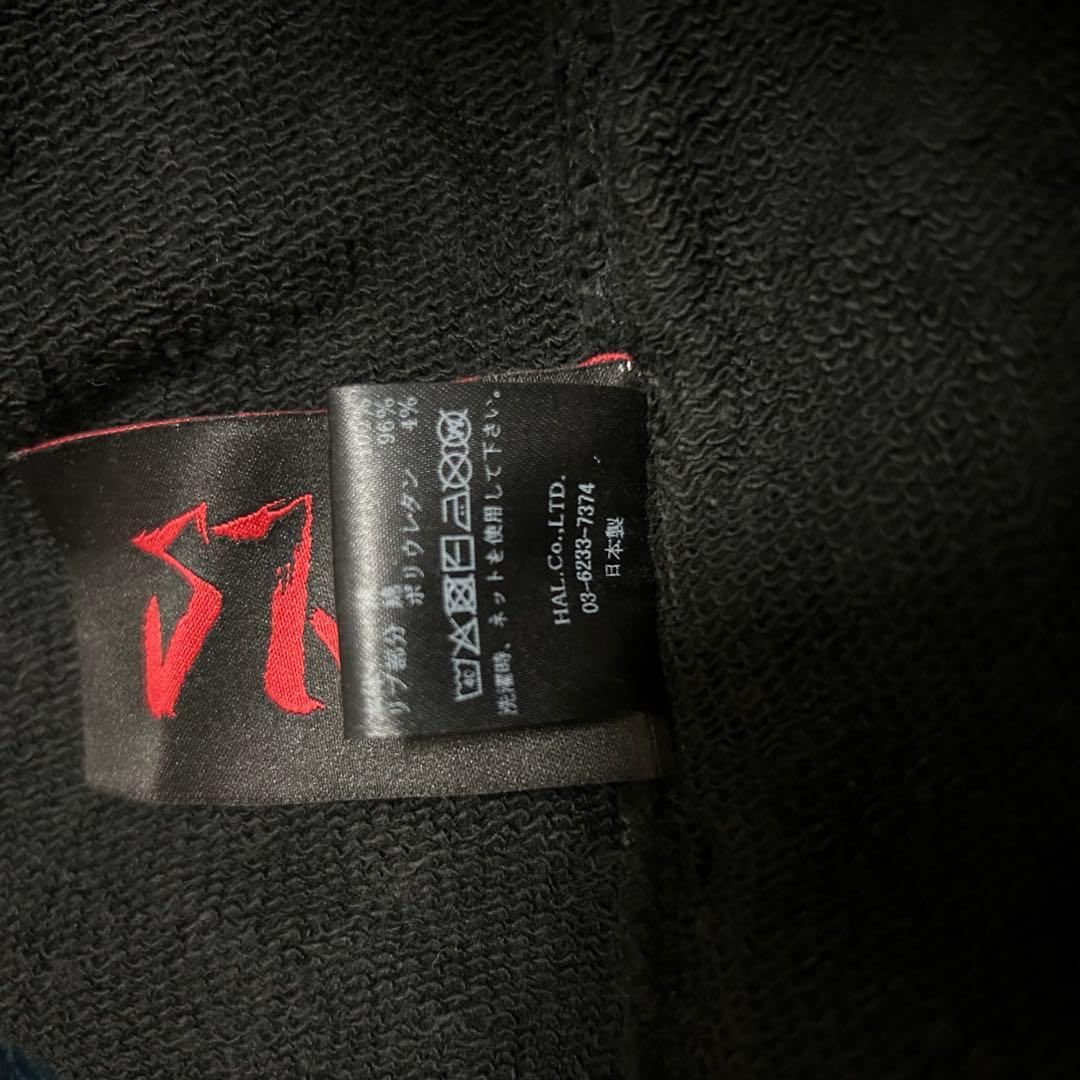 リブ部分 綿 96%
ポリウレタン 4%
40
洗濯時、ネットを使用して下さい。
HAL.Co.,LTD.
03-6233-7374
日本製